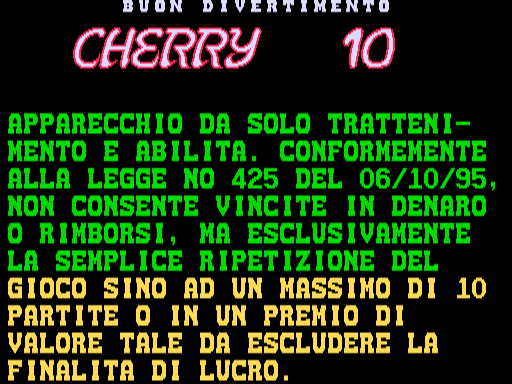 BUON DIVERTIMENTO
CHERRY 10
APPARECCHIO DA SOLO TRATTENI-
MENTO E ABILITA. CONFORMEMENTE
ALLA LEGGE NO 425 DEL 06/10/95,
NON CONSENTE VINCITE IN DENARO
O RIMBORSI, MA ESCLUSIVAMENTE
LA SEMPLICE RIPETIZIONE DEL
GIOCO SINO AD UN MASSIMO DI 10
PARTITE O IN UN PREMIO DI
VALORE TALE DA ESCLUDERE LA
FINALITA DI LUCRO.